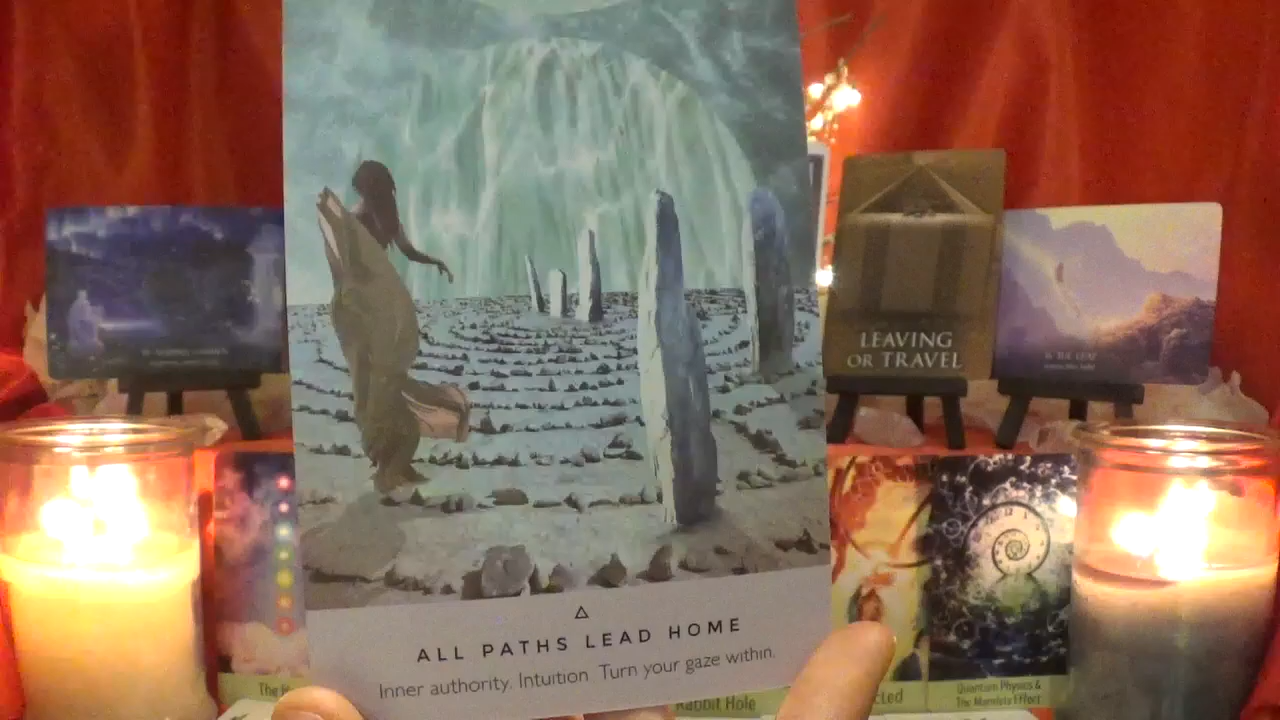 LEAVING
OR TRAVEL
ALL PATHS LEAD HOME
Inner authority. Intuition Turn your gaze within.
The
Rabbit Hole
Quantum Physics &
The Mandela Effect